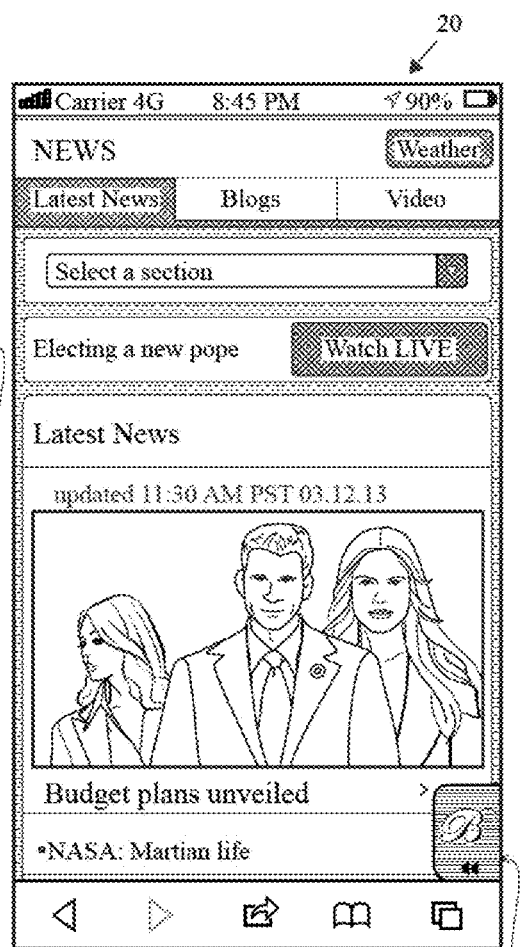 20
Carrier 4G 8:45 PM 90%
NEWS Weather
Latest News Blogs Video
Select a section
Electing a new pope Watch LIVE
Latest News
updated 11:30 AM PST 03.12.13
Budget plans unveiled >
B
•NASA: Martian life